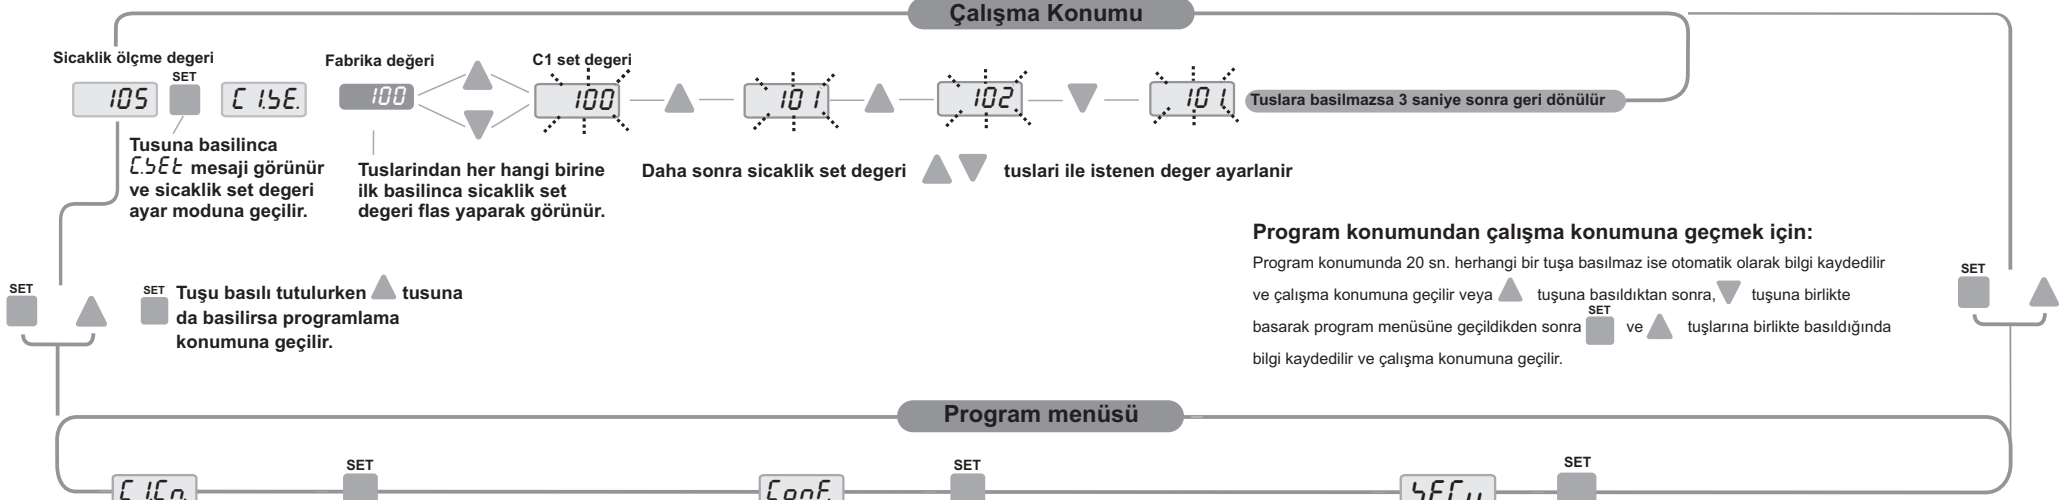 Çalışma Konumu
Sicaklik ölçme degeri
SET
105
C1.SE.
Fabrika değeri
100
C1 set degeri
100
101.
102
101.
Tuslara basilmazsa 3 saniye sonra geri dönülür
Tusuna basilinca
C.SEt mesaji görünür
ve sicaklik set degeri
ayar moduna geçilir.
Tuslarindan her hangi birine
ilk basilinca sicaklik set
degeri flas yaparak görünür.
Daha sonra sicaklik set degeri tuslari ile istenen deger ayarlanir
Program konumundan çalışma konumuna geçmek için:
Program konumunda 20 sn. herhangi bir tuşa basılmaz ise otomatik olarak bilgi kaydedilir
ve çalışma konumuna geçilir veya tuşuna basıldıktan sonra, tuşuna birlikte
SET
basarak program menüsüne geçildikden sonra ve tuşlarına birlikte basıldığında
bilgi kaydedilir ve çalışma konumuna geçilir.
SET
SET
Tuşu basılı tutulurken tusuna
da basilirsa programlama
konumuna geçilir.
SET
Program menüsü
C1.Cn.
SET
ConF.
SET
SECu
SET